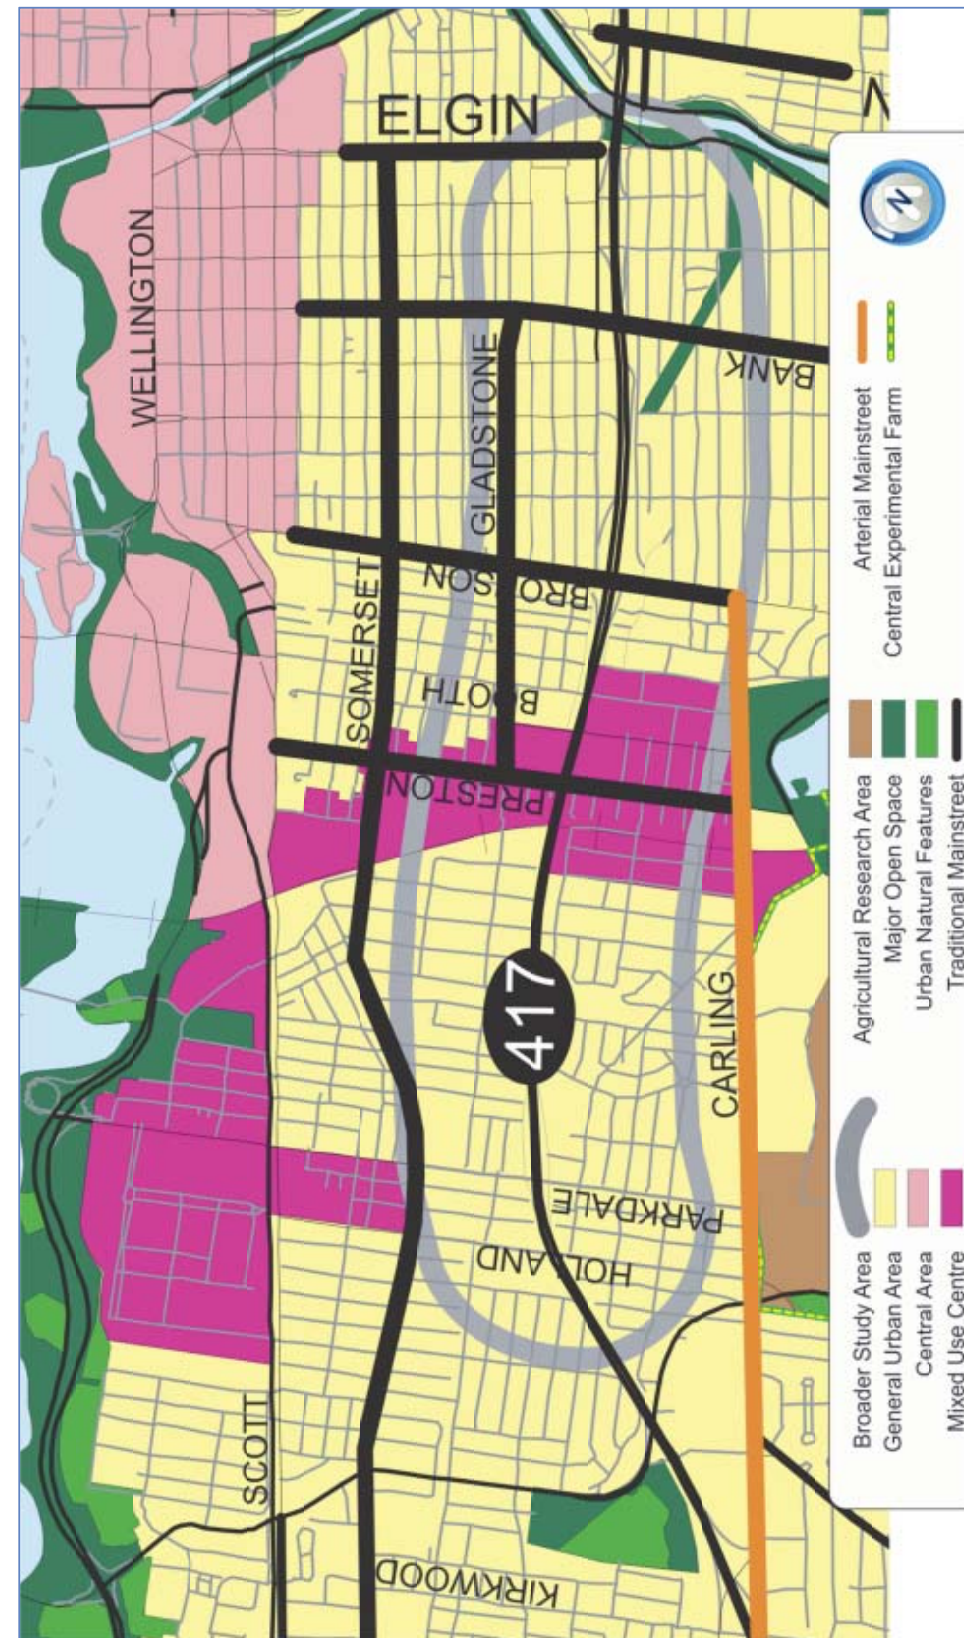 ELGIN
WELLINGTON
GLADSTONE
BANK
BRONSON
SOMERSET
BOOTH
PRESTON
417
CARLING
PARKDALE
HOLLAND
SCOTT
KIRKWOOD
Broader Study Area
General Urban Area
Central Area
Mixed Use Centre
Agricultural Research Area
Major Open Space
Urban Natural Features
Traditional Mainstreet
Arterial Mainstreet
Central Experimental Farm
N